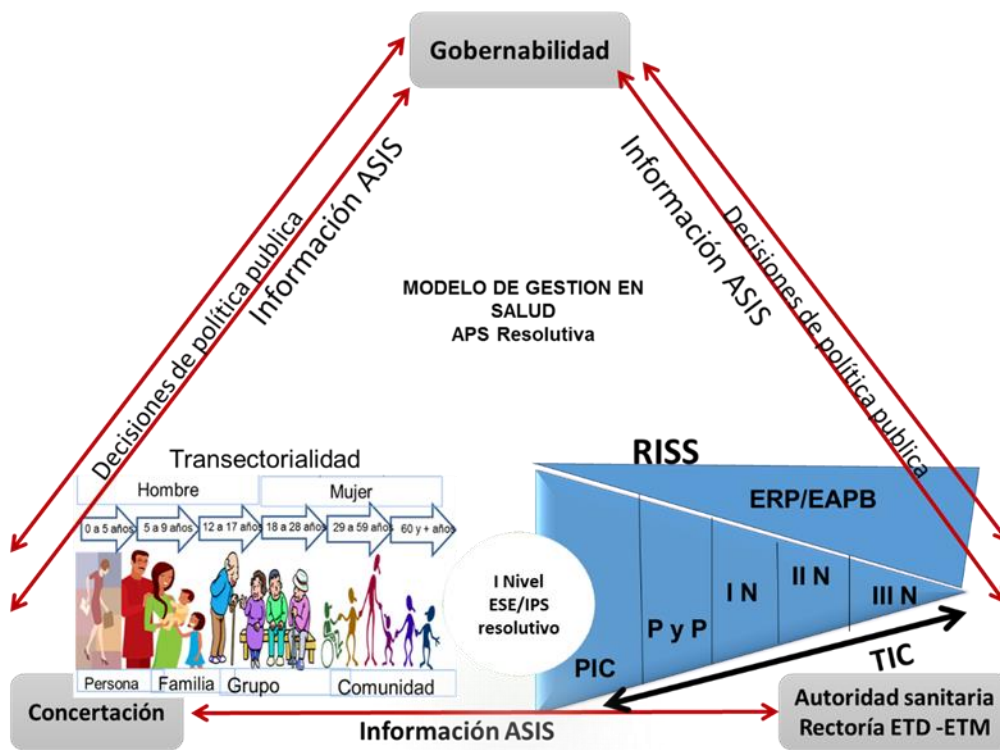 Gobernabilidad
Decisiones de política publica
Información ASIS
Información ASIS
Decisiones de política publica
MODELO DE GESTION EN
SALUD
APS Resolutiva
Transectorialidad
Hombre
Mujer
0 a 5 años
5 a 9 años
12 a 17 años
18 a 28 años
29 a 59 años
60 y + años
Persona
Familia
Grupo
Comunidad
I Nivel
ESE/IPS
resolutivo
RISS
ERP/EAPB
PIC
P y P
I N
II N
III N
TIC
Concertación
Información ASIS
Autoridad sanitaria
Rectoría ETD -ETM